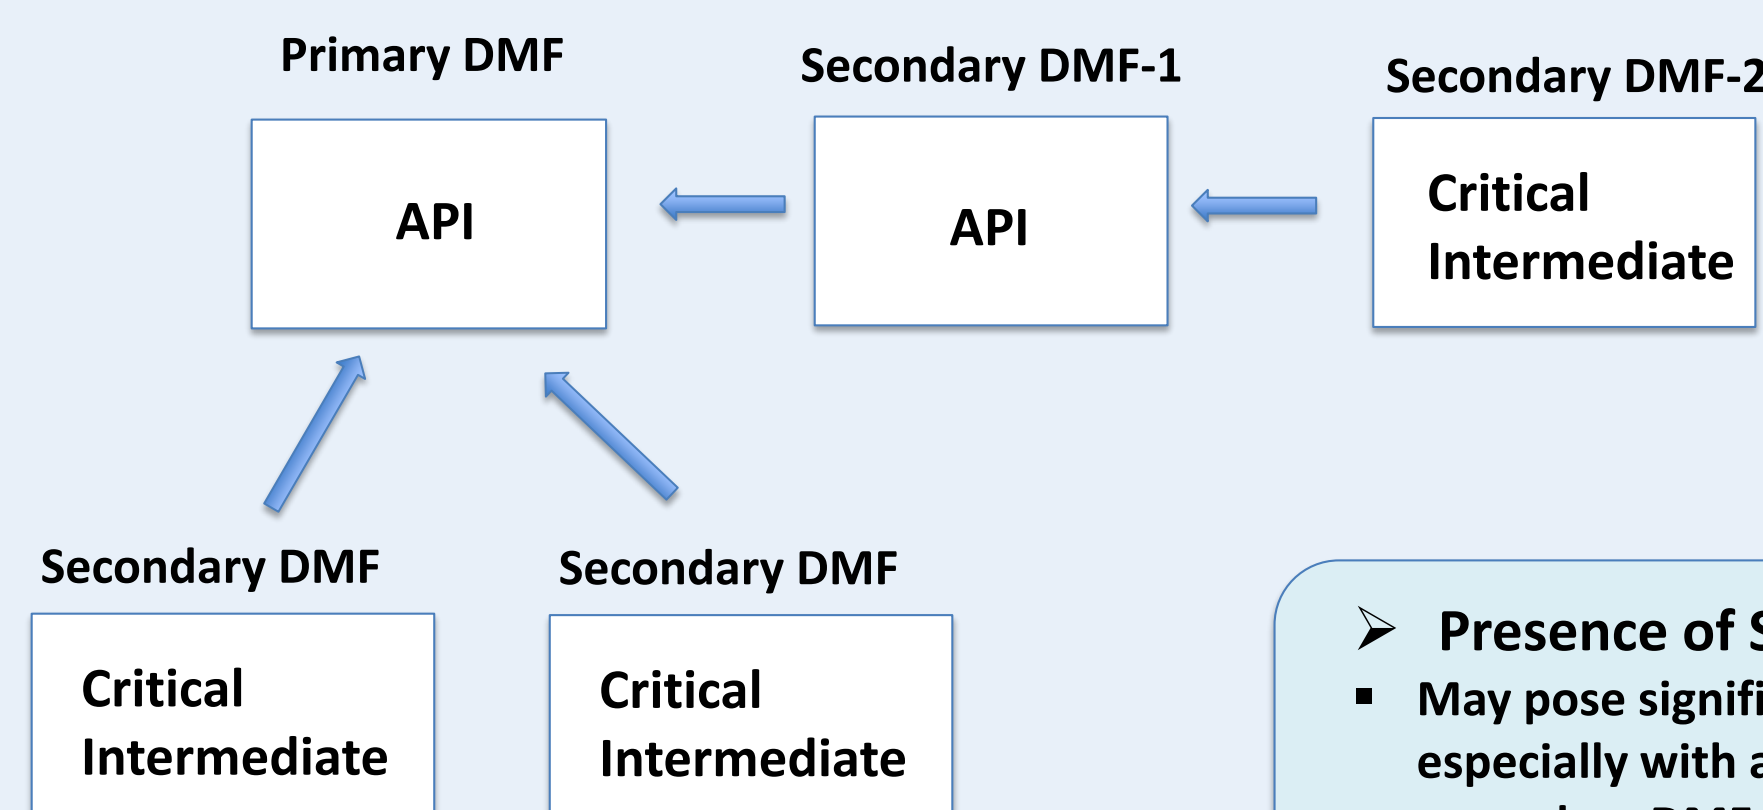 Primary DMF
Secondary DMF-1
Secondary DMF-2
API
API
Critical
Intermediate
Secondary DMF
Secondary DMF
Critical
Intermediate
Critical
Intermediate
Presence of
May pose
especially with